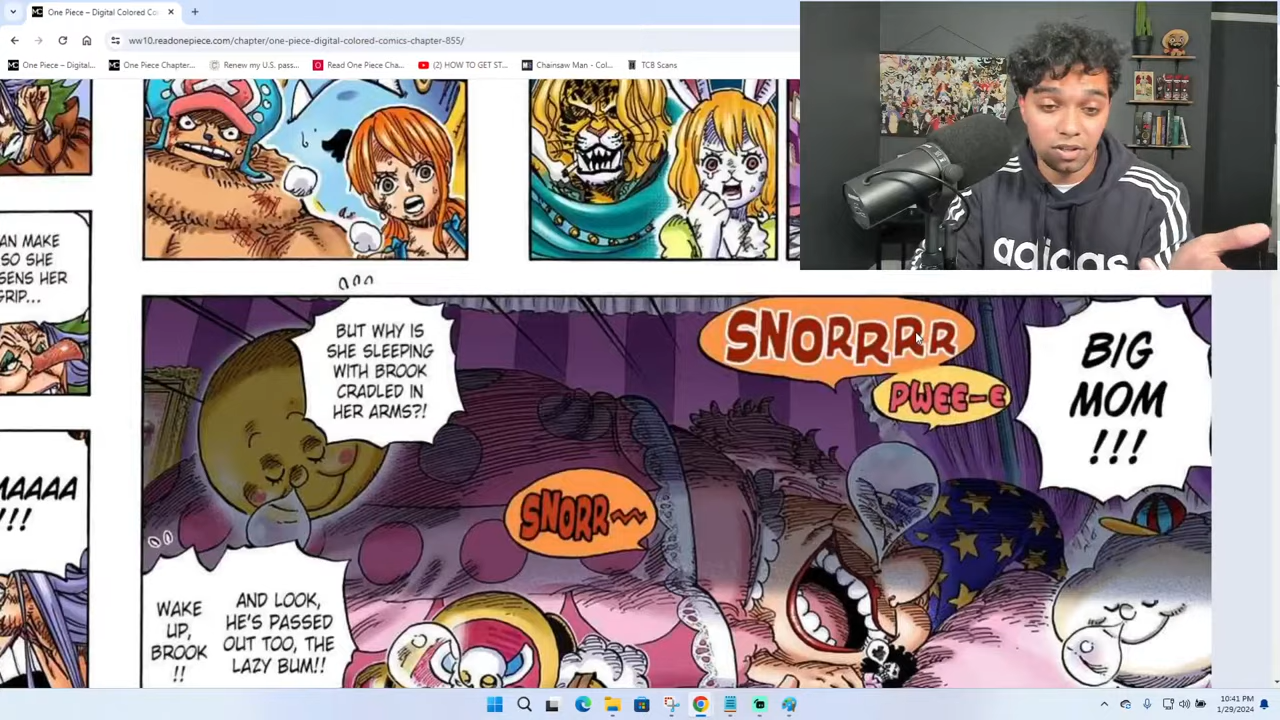 One Piece – Digital Colored Co
ww10.readonepiece.com/chapter/one-piece-digital-colored-comics-chapter-855/
One Piece – Digital...
One Piece Chapter...
Renew my U.S. pass...
Read One Piece Cha...
(2) HOW TO GET ST...
Chainsaw Man - Col...
TCB Scans
adidas
AN MAKE
SO SHE
SENS HER
GRIP...
MAAAA
!!!
BUT WHY IS
SHE SLEEPING
WITH BROOK
CRADLED IN
HER ARMS?!
SNORRRR
PWEE-E
BIG
MOM
!!!
SNORR~~
WAKE
UP,
BROOK
!!
AND LOOK,
HE'S PASSED
OUT TOO, THE
LAZY BUM!!
10:41 PM
1/29/2024